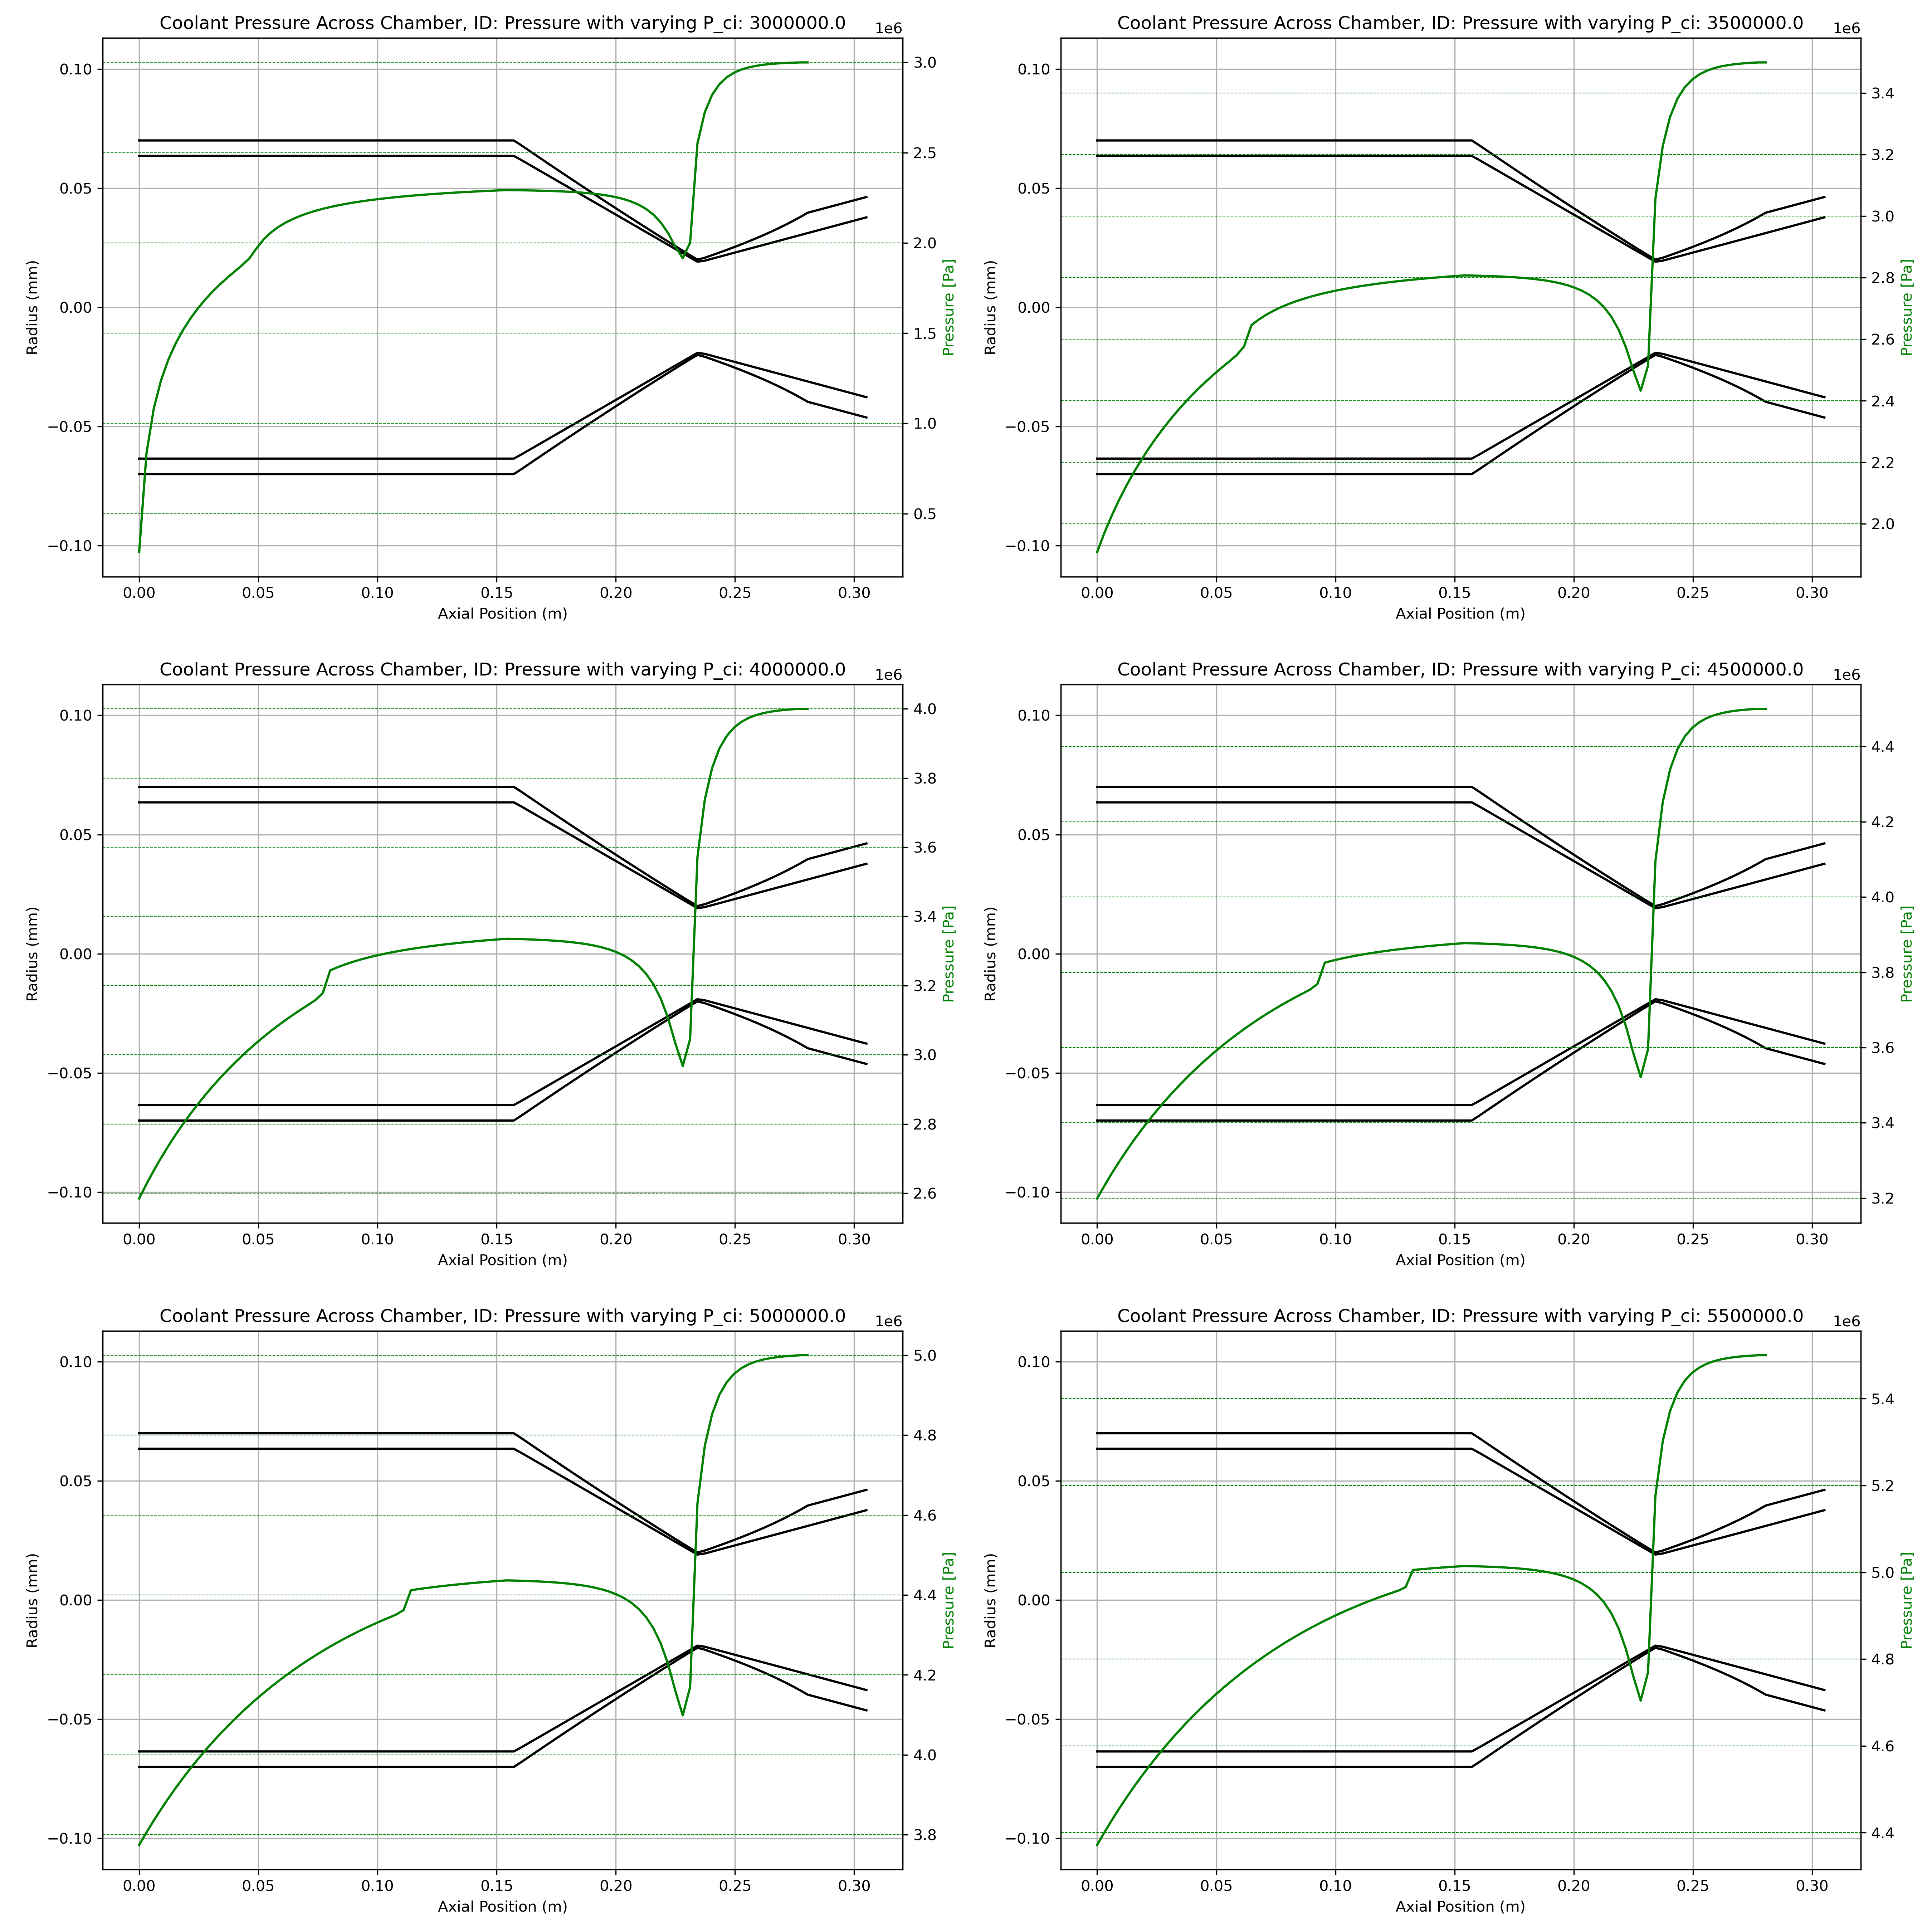 Coolant Pressure Across Chamber, ID: Pressure with varying P_ci: 3000000.0
1e6
0.10
0.05
0.00
−0.05
−0.10
Radius (mm)
3.0
2.5
2.0
1.5
1.0
0.5
Pressure [Pa]
0.00 0.05 0.10 0.15 0.20 0.25 0.30
Axial Position (m)
Coolant Pressure Across Chamber, ID: Pressure with varying P_ci: 3500000.0
1e6
0.10
0.05
0.00
−0.05
−0.10
Radius (mm)
3.4
3.2
3.0
2.8
2.6
2.4
2.2
2.0
Pressure [Pa]
0.00 0.05 0.10 0.15 0.20 0.25 0.30
Axial Position (m)
Coolant Pressure Across Chamber, ID: Pressure with varying P_ci: 4000000.0
1e6
0.10
0.05
0.00
−0.05
−0.10
Radius (mm)
4.0
3.8
3.6
3.4
3.2
3.0
2.8
2.6
Pressure [Pa]
0.00 0.05 0.10 0.15 0.20 0.25 0.30
Axial Position (m)
Coolant Pressure Across Chamber, ID: Pressure with varying P_ci: 4500000.0
1e6
0.10
0.05
0.00
−0.05
−0.10
Radius (mm)
4.4
4.2
4.0
3.8
3.6
3.4
3.2
Pressure [Pa]
0.00 0.05 0.10 0.15 0.20 0.25 0.30
Axial Position (m)
Coolant Pressure Across Chamber, ID: Pressure with varying P_ci: 5000000.0
1e6
0.10
0.05
0.00
−0.05
−0.10
Radius (mm)
5.0
4.8
4.6
4.4
4.2
4.0
3.8
Pressure [Pa]
0.00 0.05 0.10 0.15 0.20 0.25 0.30
Axial Position (m)
Coolant Pressure Across Chamber, ID: Pressure with varying P_ci: 5500000.0
1e6
0.10
0.05
0.00
−0.05
−0.10
Radius (mm)
5.4
5.2
5.0
4.8
4.6
4.4
Pressure [Pa]
0.00 0.05 0.10 0.15 0.20 0.25 0.30
Axial Position (m)